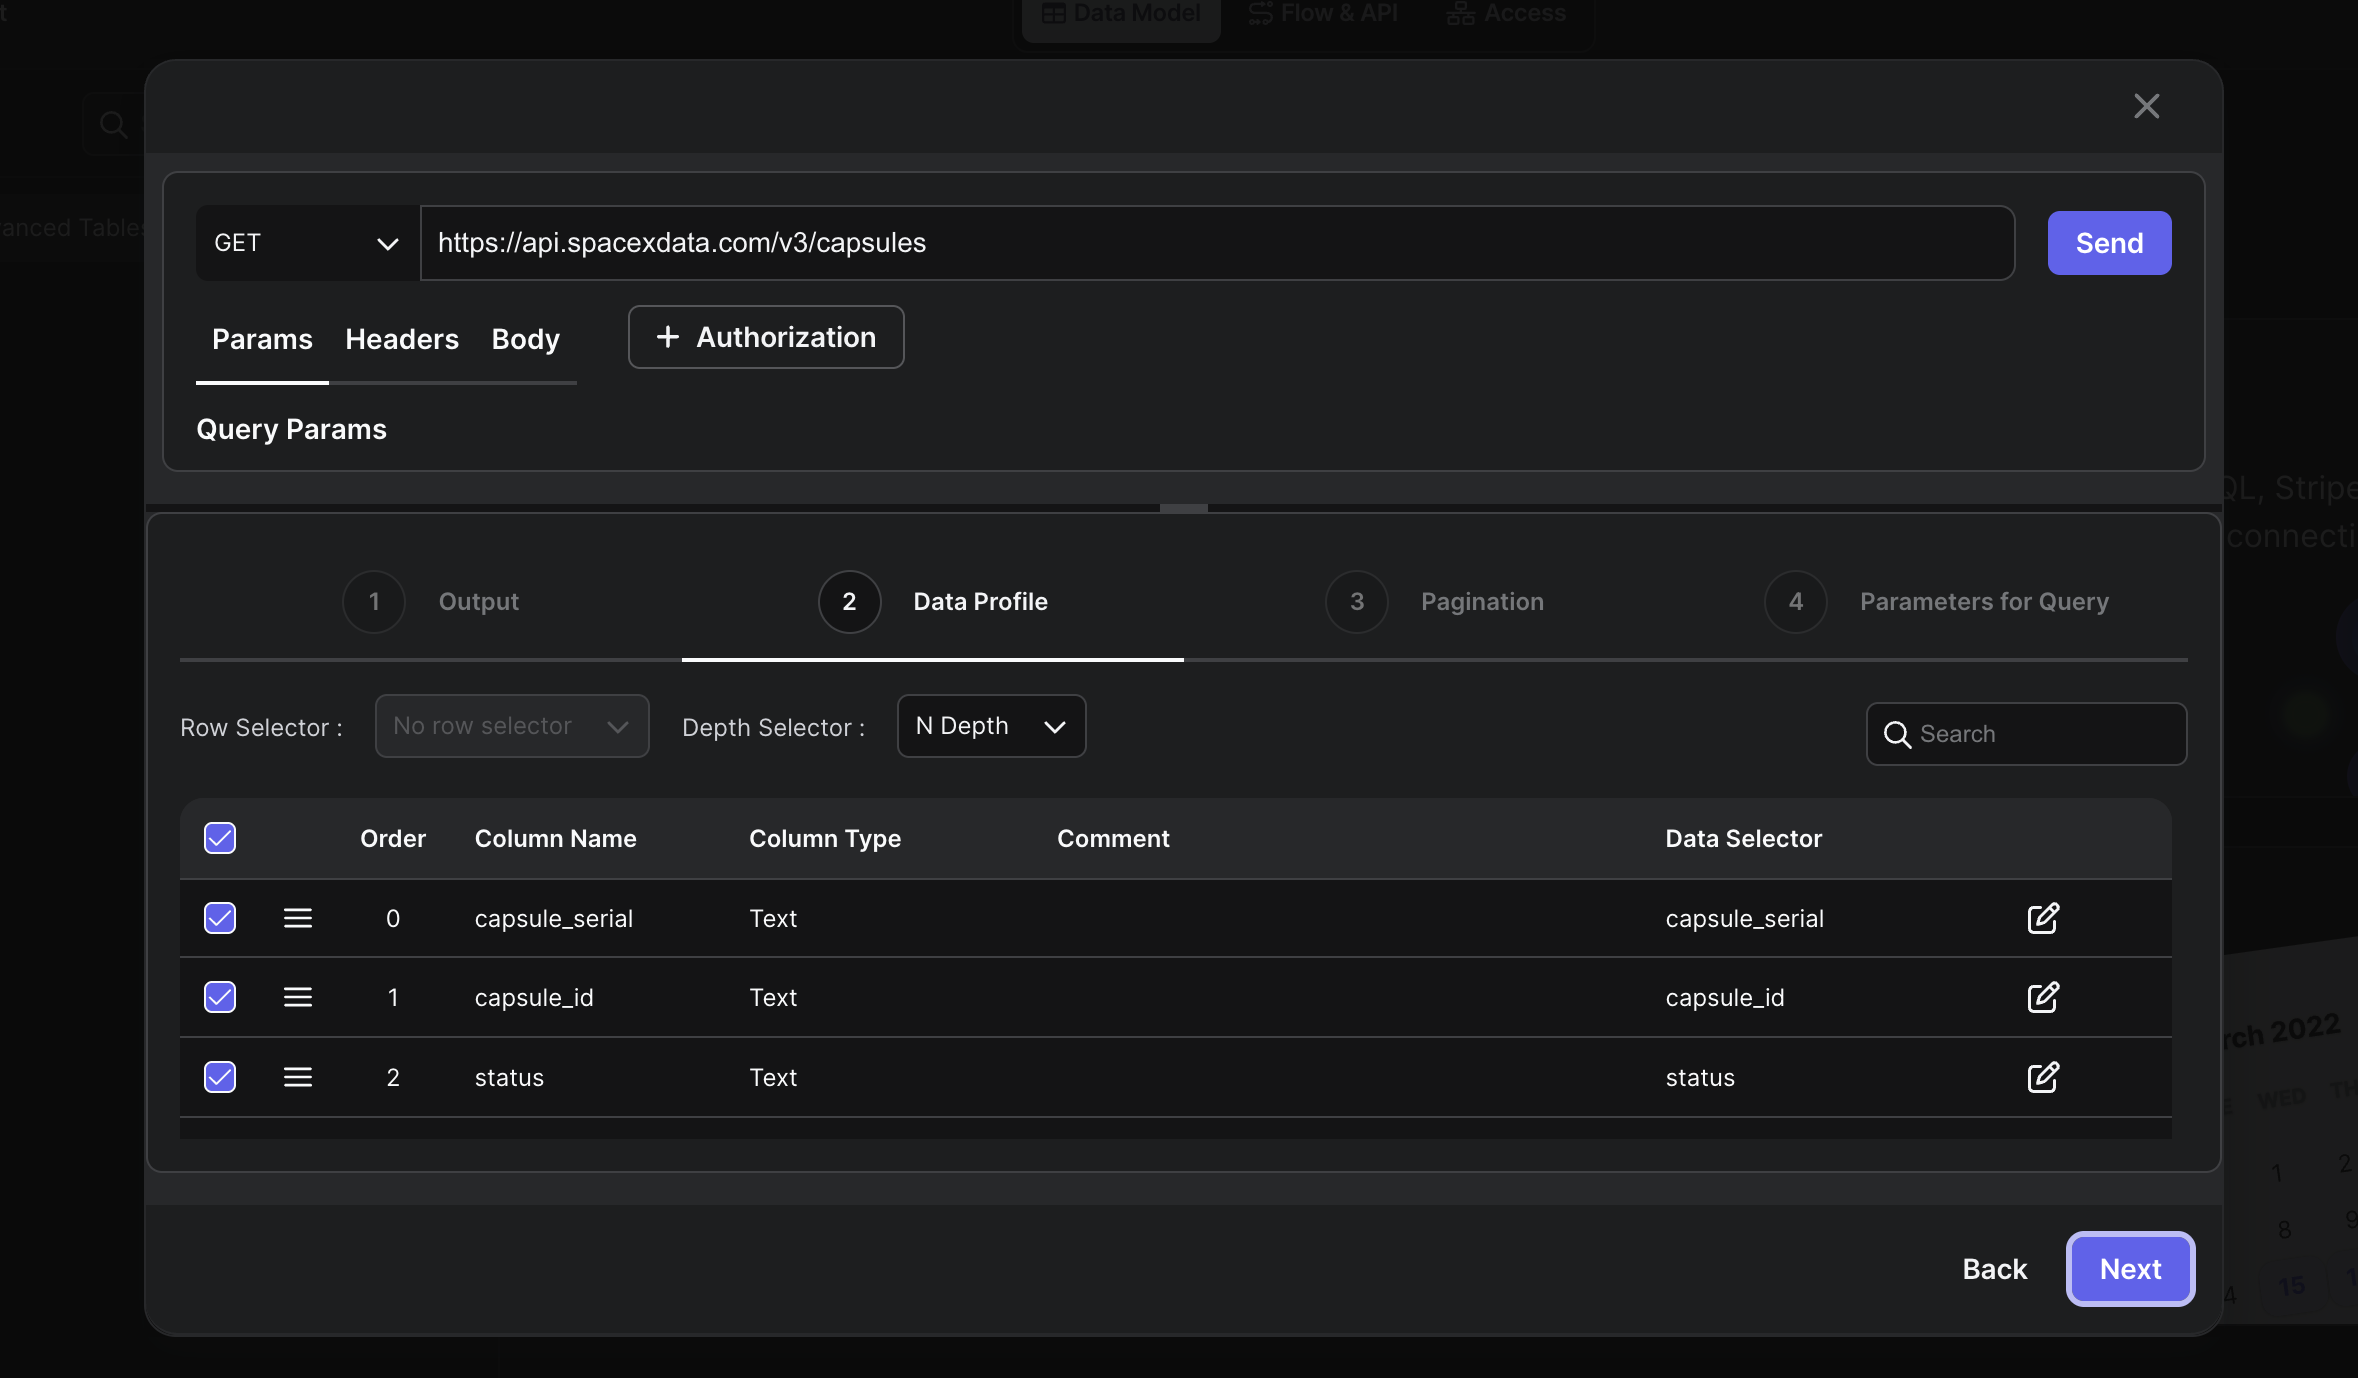 Data Model Flow & API Access
anced Tables
GET https://api.spacexdata.com/v3/capsules Send
Params Headers Body + Authorization
Query Params
QL, Stripe
connecti
1 Output 2 Data Profile 3 Pagination 4 Parameters for Query
Row Selector : No row selector Depth Selector : N Depth Search
Order Column Name Column Type Comment Data Selector
0 capsule_serial Text capsule_serial
1 capsule_id Text capsule_id
2 status Text status
rch 2022
WED TH
1 2
8 9
15
Back Next